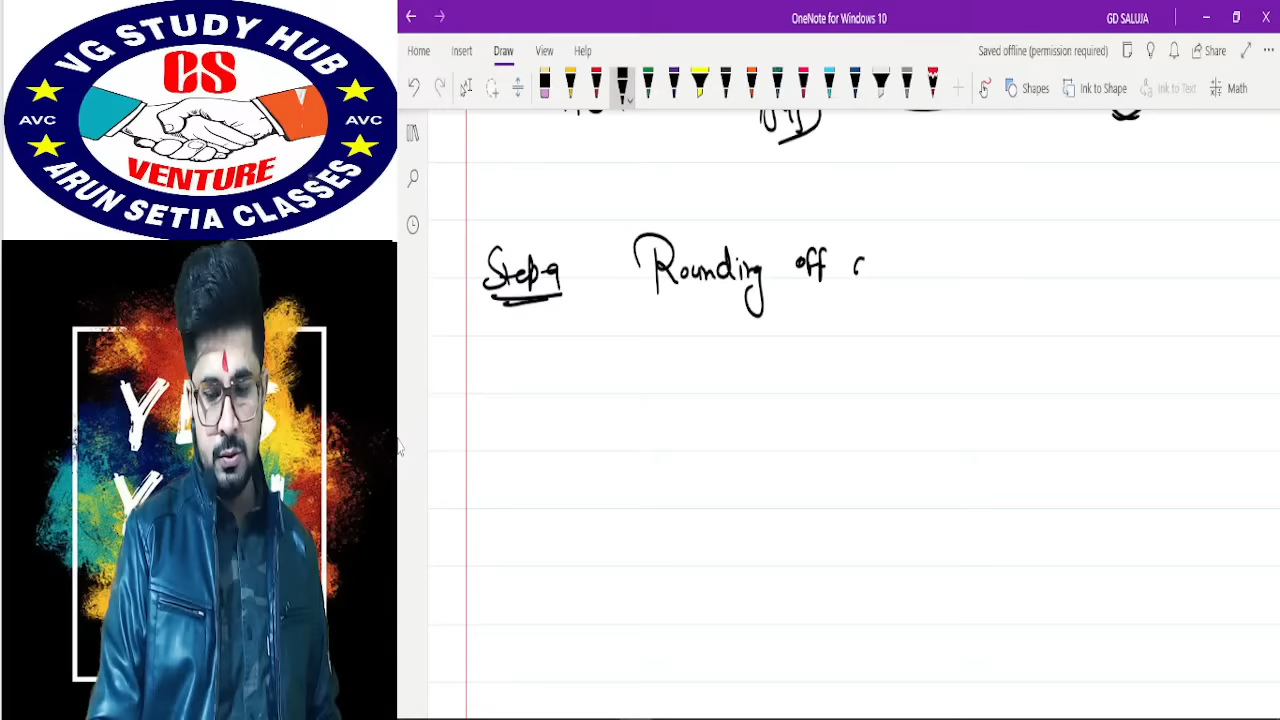 VG STUDY HUB
CS
AVC
AVC
VENTURE
ARUN SETIA CLASSES
OneNote for Windows 10
GD SALUJA
Home
Insert
Draw
View
Help
Saved offline (permission required)
Share
Shapes
Ink to Shape
Ink to Text
Math
Step-9 Rounding off